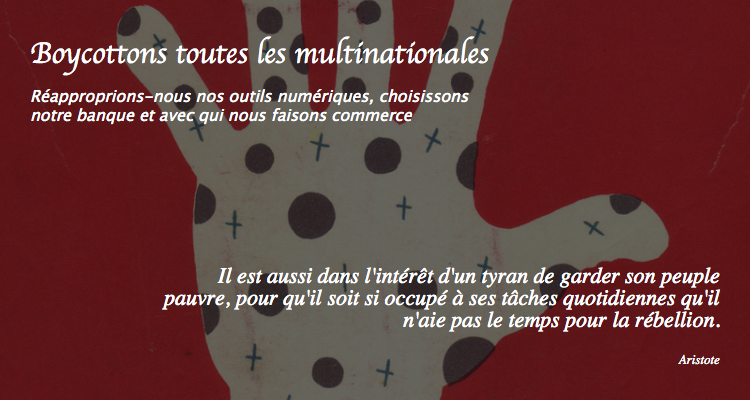 Boycottons toutes les multinationales
Réapproprions-nous nos outils numériques, choisissons
notre banque et avec qui nous faisons commerce
Il est aussi dans l'intérêt d'un tyran de garder son peuple
pauvre, pour qu'il soit si occupé à ses tâches quotidiennes qu'il
n'aie pas le temps pour la rébellion.
Aristote